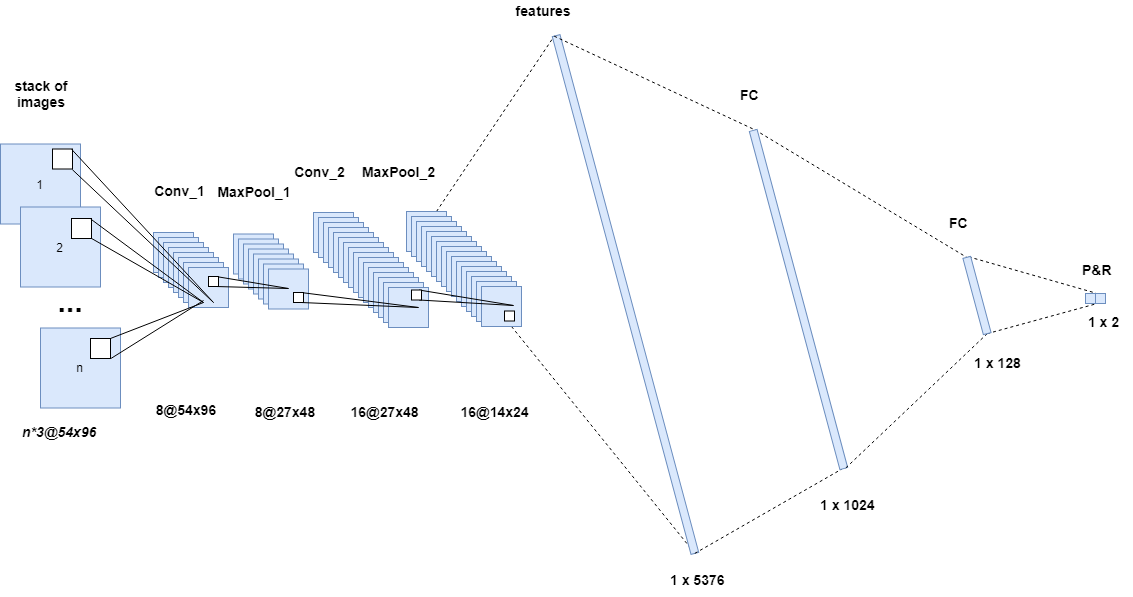 features
stack of
images
FC
1
Conv_1
MaxPool_1
Conv_2
MaxPool_2
2
FC
P&R
...
1 x 2
n
1 x 128
8@54x96
8@27x48
16@27x48
16@14x24
n*3@54x96
1 x 1024
1 x 5376